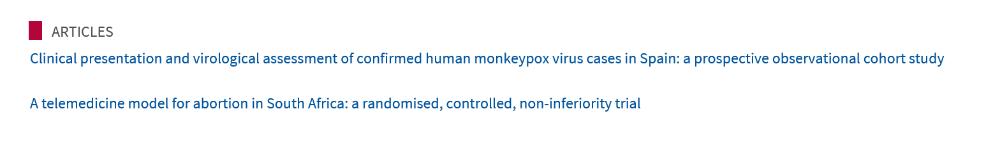 ARTICLES
Clinical presentation and virological assessment of confirmed human monkeypox virus cases in Spain: a prospective observational cohort study
A telemedicine model for abortion in South Africa: a randomised, controlled, non-inferiority trial